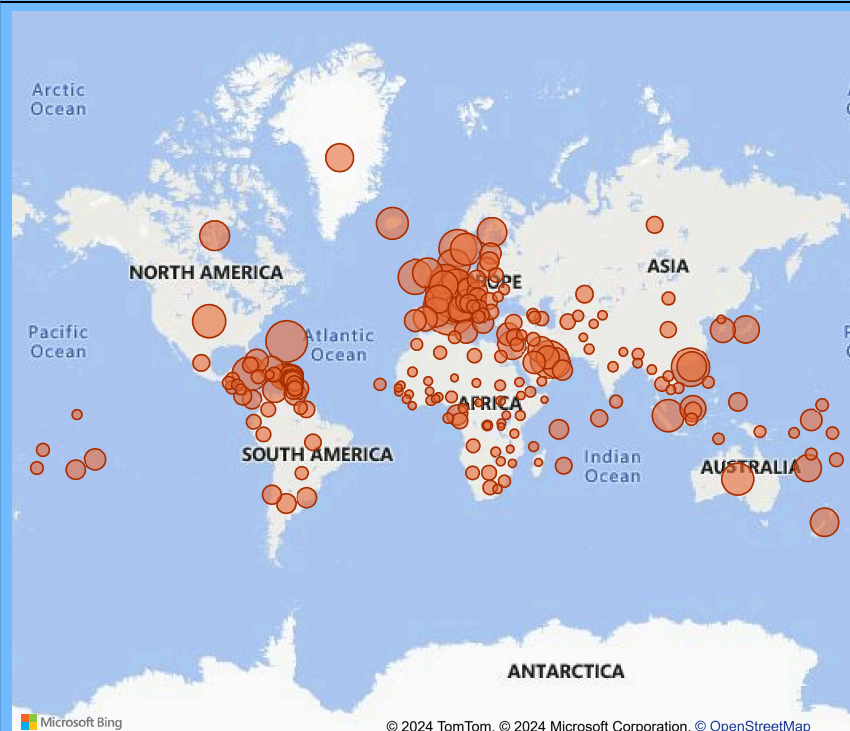 Arctic
Ocean
NORTH AMERICA
ASIA
Pacific
Ocean
Atlantic
Ocean
AFRICA
SOUTH AMERICA
Indian
Ocean
AUSTRALIA
ANTARCTICA
Microsoft Bing
© 2024 TomTom, © 2024 Microsoft Corporation, © OpenStreetMap